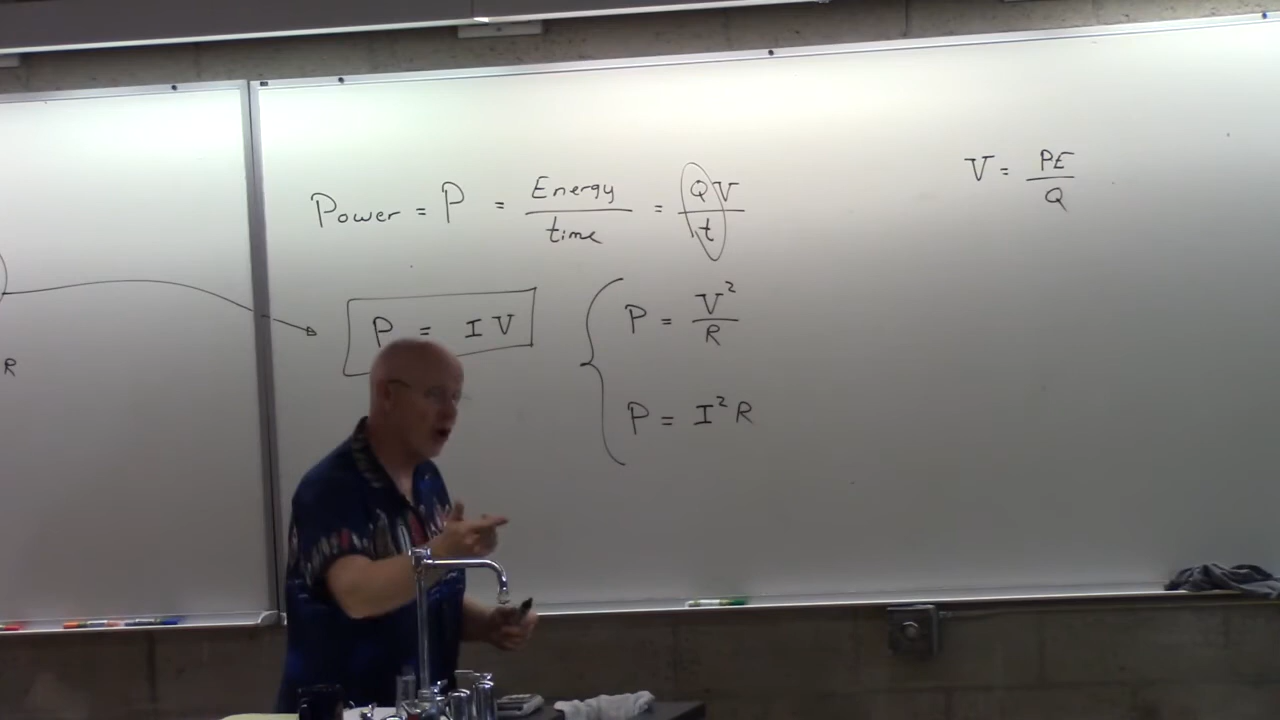 Power = P = Energy/time = QV/t
V = PE/Q
P = IV
P = V²/R
P = I²R
R